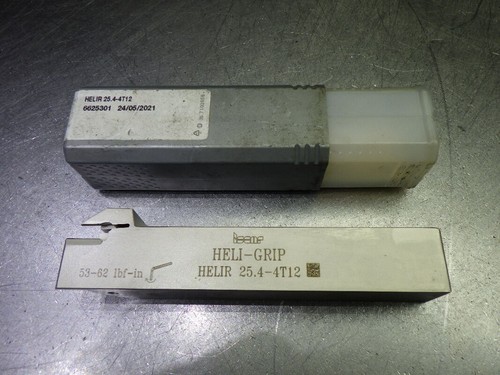 HELIR 25.4-4T12
6625301 24/05/2021
iscar
HELI-GRIP
53-62 lbf-in
HELIR 25.4-4T12